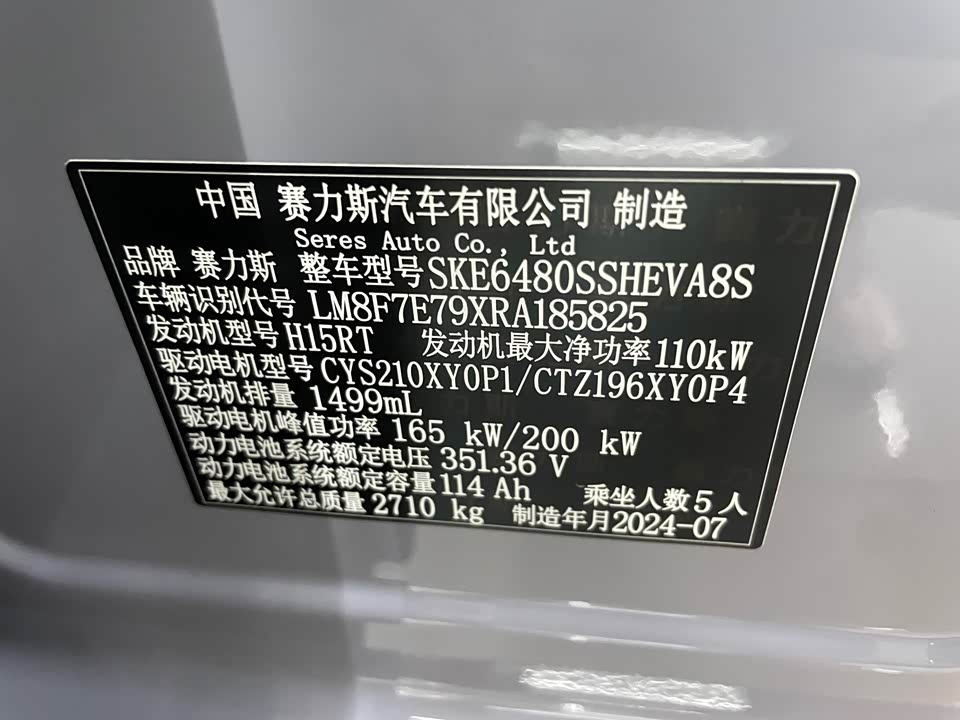 中国 赛力斯汽车有限公司 制造
Seres Auto Co., Ltd
品牌 赛力斯 整车型号 SKE6480SSHEVA8S
车辆识别代号 LM8F7E79XRA185825
发动机型号 H15RT 发动机最大净功率 110kW
驱动电机型号 CYS210XY0P1/CTZ196XY0P4
发动机排量 1499mL
驱动电机峰值功率 165 kW/200 kW
动力电池系统额定电压 351.36 V
动力电池系统额定容量 114 Ah 乘坐人数 5 人
最大允许总质量 2710 kg 制造年月 2024-07